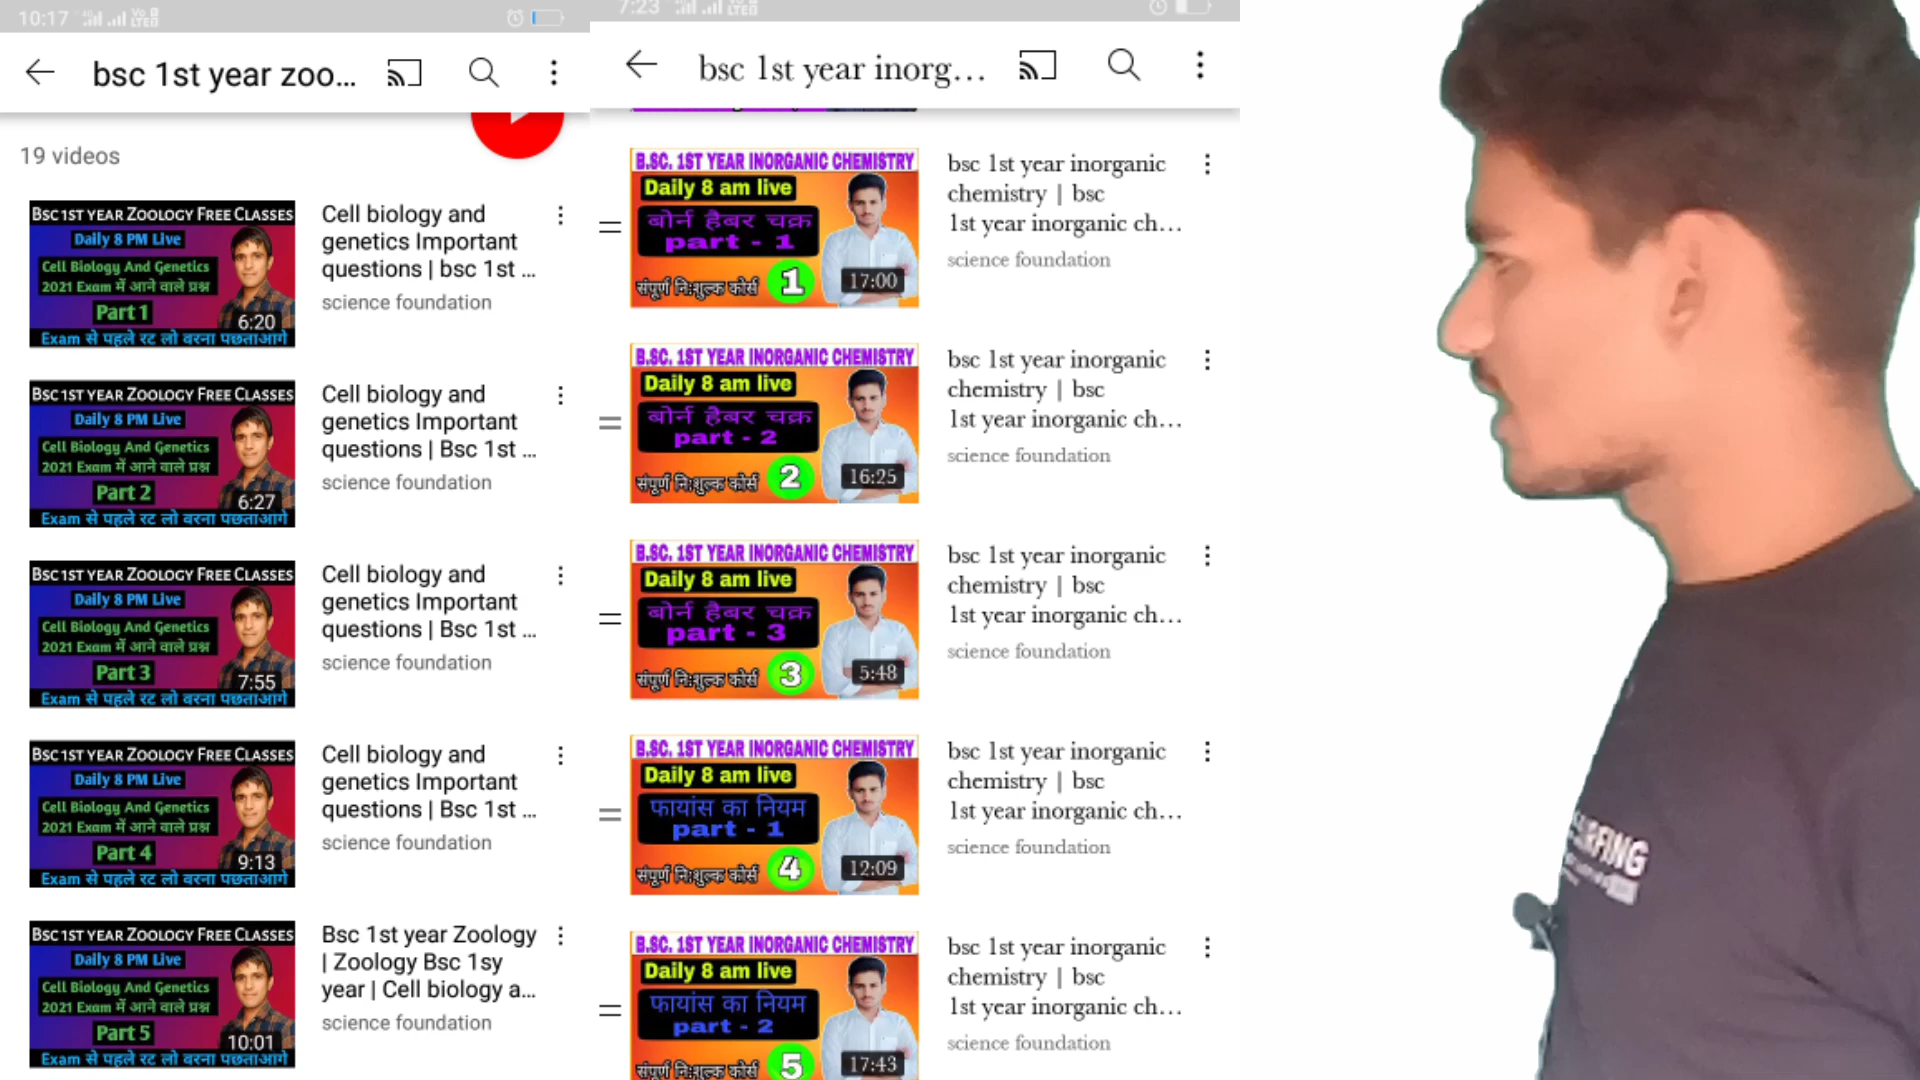 10:17
bsc 1st year zoo...
19 videos
BSC 1ST YEAR ZOOLOGY FREE CLASSES
Daily 8 PM Live
Cell Biology And Genetics
2021 Exam में आने वाले प्रश्न
Part 1
6:20
Exam से पहले रट लो वरना पछताआगे
Cell biology and
genetics Important
questions | bsc 1st ...
science foundation
BSC 1ST YEAR ZOOLOGY FREE CLASSES
Daily 8 PM Live
Cell Biology And Genetics
2021 Exam में आने वाले प्रश्न
Part 2
6:27
Exam से पहले रट लो वरना पछताआगे
Cell biology and
genetics Important
questions | Bsc 1st ...
science foundation
BSC 1ST YEAR ZOOLOGY FREE CLASSES
Daily 8 PM Live
Cell Biology And Genetics
2021 Exam में आने वाले प्रश्न
Part 3
7:55
Exam से पहले रट लो वरना पछताआगे
Cell biology and
genetics Important
questions | Bsc 1st ...
science foundation
BSC 1ST YEAR ZOOLOGY FREE CLASSES
Daily 8 PM Live
Cell Biology And Genetics
2021 Exam में आने वाले प्रश्न
Part 4
9:13
Exam से पहले रट लो वरना पछताआगे
Cell biology and
genetics Important
questions | Bsc 1st ...
science foundation
BSC 1ST YEAR ZOOLOGY FREE CLASSES
Daily 8 PM Live
Cell Biology And Genetics
2021 Exam में आने वाले प्रश्न
Part 5
10:01
Exam से पहले रट लो वरना पछताआगे
Bsc 1st year Zoology
| Zoology Bsc 1sy
year | Cell biology a...
science foundation
7:23
bsc 1st year inorg...
B.SC. 1ST YEAR INORGANIC CHEMISTRY
Daily 8 am live
बोर्न हैबर चक्र
part - 1
संपूर्ण निःशुल्क कोर्स
1
17:00
bsc 1st year inorganic
chemistry | bsc
1st year inorganic ch...
science foundation
B.SC. 1ST YEAR INORGANIC CHEMISTRY
Daily 8 am live
बोर्न हैबर चक्र
part - 2
संपूर्ण निःशुल्क कोर्स
2
16:25
bsc 1st year inorganic
chemistry | bsc
1st year inorganic ch...
science foundation
B.SC. 1ST YEAR INORGANIC CHEMISTRY
Daily 8 am live
बोर्न हैबर चक्र
part - 3
संपूर्ण निःशुल्क कोर्स
3
5:48
bsc 1st year inorganic
chemistry | bsc
1st year inorganic ch...
science foundation
B.SC. 1ST YEAR INORGANIC CHEMISTRY
Daily 8 am live
फायांस का नियम
part - 1
संपूर्ण निःशुल्क कोर्स
4
12:09
bsc 1st year inorganic
chemistry | bsc
1st year inorganic ch...
science foundation
B.SC. 1ST YEAR INORGANIC CHEMISTRY
Daily 8 am live
फायांस का नियम
part - 2
संपूर्ण निःशुल्क कोर्स
5
17:43
bsc 1st year inorganic
chemistry | bsc
1st year inorganic ch...
science foundation